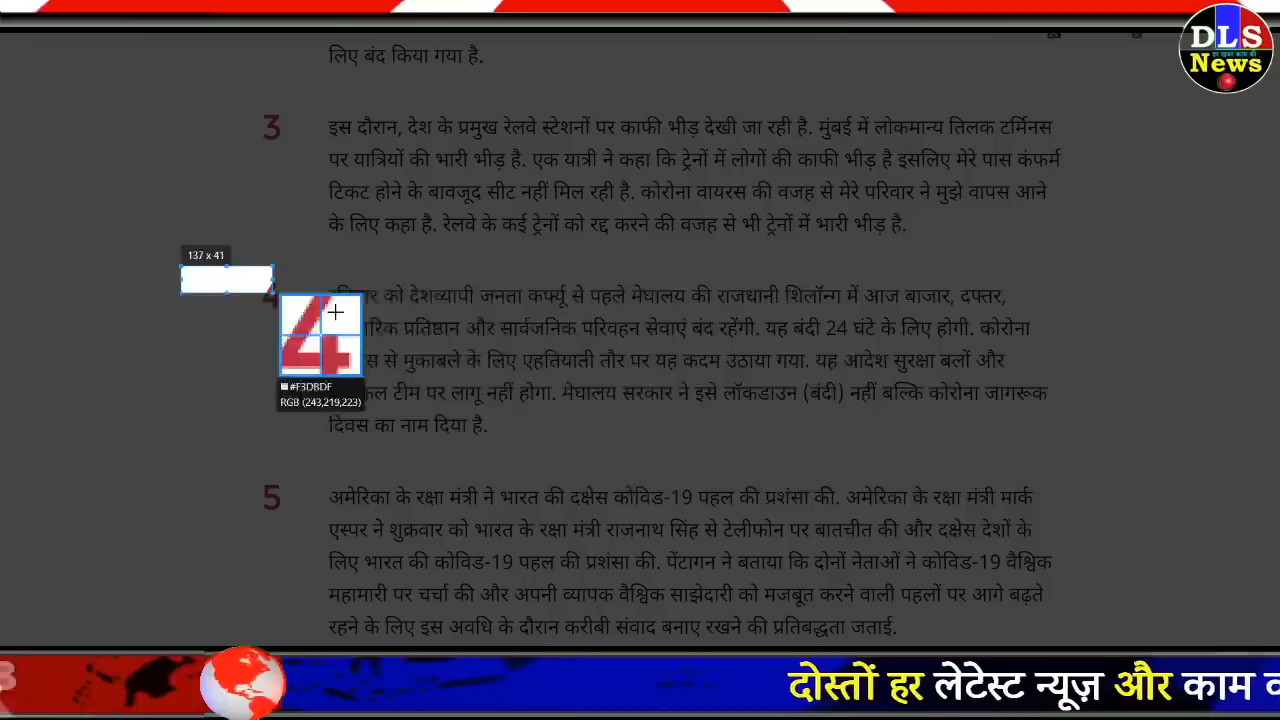 DLS
हर खबर काम की
News
लिए बंद किया गया है.
3
इस दौरान, देश के प्रमुख रेलवे स्टेशनों पर काफी भीड़ देखी जा रही है. मुंबई में लोकमान्य तिलक टर्मिनस
पर यात्रियों की भारी भीड़ है. एक यात्री ने कहा कि ट्रेनों में लोगों की काफी भीड़ है इसलिए मेरे पास कंफर्म
टिकट होने के बावजूद सीट नहीं मिल रही है. कोरोना वायरस की वजह से मेरे परिवार ने मुझे वापस आने
के लिए कहा है. रेलवे के कई ट्रेनों को रद्द करने की वजह से भी ट्रेनों में भारी भीड़ है.
137 x 41
4
को देशव्यापी जनता कर्फ्यू से पहले मेघालय की राजधानी शिलॉन्ग में आज बाजार, दफ्तर,
प्रतिष्ठान और सार्वजनिक परिवहन सेवाएं बंद रहेंगी. यह बंदी 24 घंटे के लिए होगी. कोरोना
से मुकाबले के लिए एहतियाती तौर पर यह कदम उठाया गया. यह आदेश सुरक्षा बलों और
टीम पर लागू नहीं होगा. मेघालय सरकार ने इसे लॉकडाउन (बंदी) नहीं बल्कि कोरोना जागरूक
दिवस का नाम दिया है.
#F3DBDF
RGB (243,219,223)
5
अमेरिका के रक्षा मंत्री ने भारत की दक्षेस कोविड-19 पहल की प्रशंसा की. अमेरिका के रक्षा मंत्री मार्क
एस्पर ने शुक्रवार को भारत के रक्षा मंत्री राजनाथ सिंह से टेलीफोन पर बातचीत की और दक्षेस देशों के
लिए भारत की कोविड-19 पहल की प्रशंसा की. पेंटागन ने बताया कि दोनों नेताओं ने कोविड-19 वैश्विक
महामारी पर चर्चा की और अपनी व्यापक वैश्विक साझेदारी को मजबूत करने वाली पहलों पर आगे बढ़ते
रहने के लिए इस अवधि के दौरान करीबी संवाद बनाए रखने की प्रतिबद्धता जताई.
दोस्तों हर लेटेस्ट न्यूज़ और काम